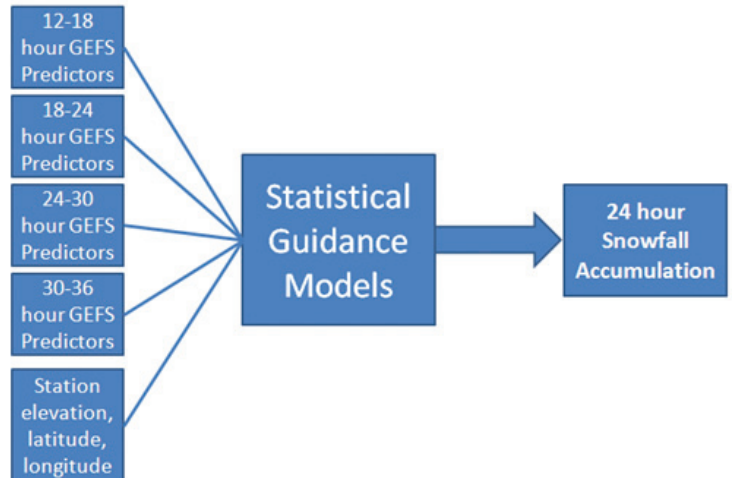 12-18
hour GEFS
Predictors
18-24
hour GEFS
Predictors
24-30
hour GEFS
Predictors
30-36
hour GEFS
Predictors
Station
elevation,
latitude,
longitude
Statistical
Guidance
Models
24 hour
Snowfall
Accumulation